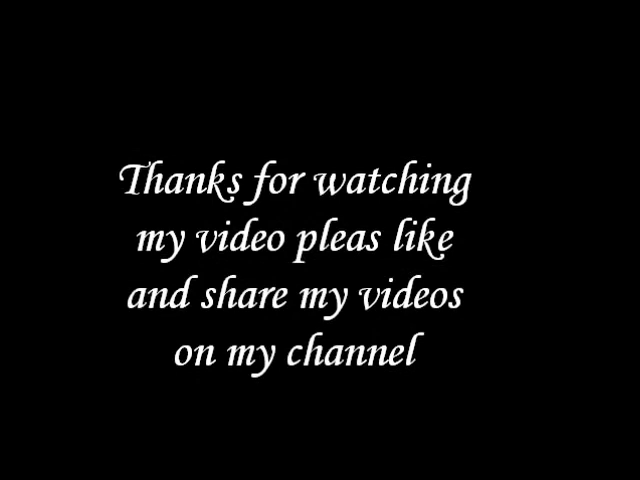 Thanks for watching
my video pleas like
and share my videos
on my channel